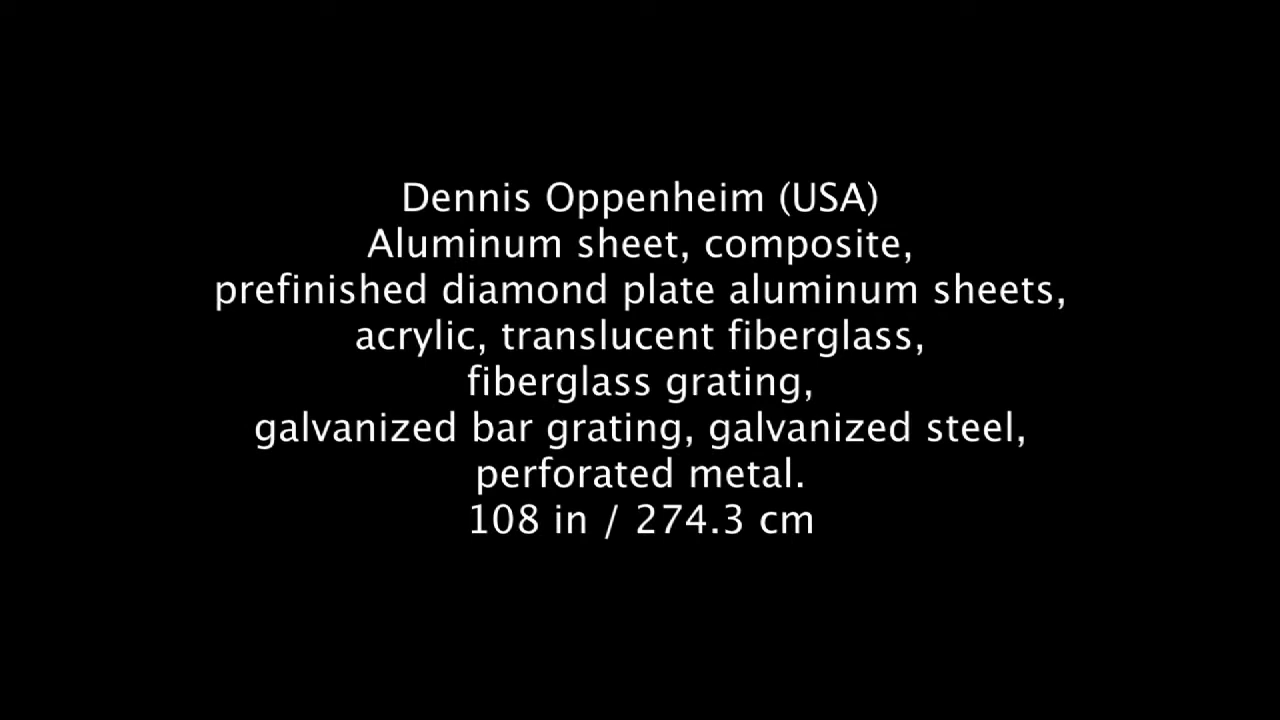 Dennis Oppenheim (USA)
Aluminum sheet, composite,
prefinished diamond plate aluminum sheets,
acrylic, translucent fiberglass,
fiberglass grating,
galvanized bar grating, galvanized steel,
perforated metal.
108 in / 274.3 cm